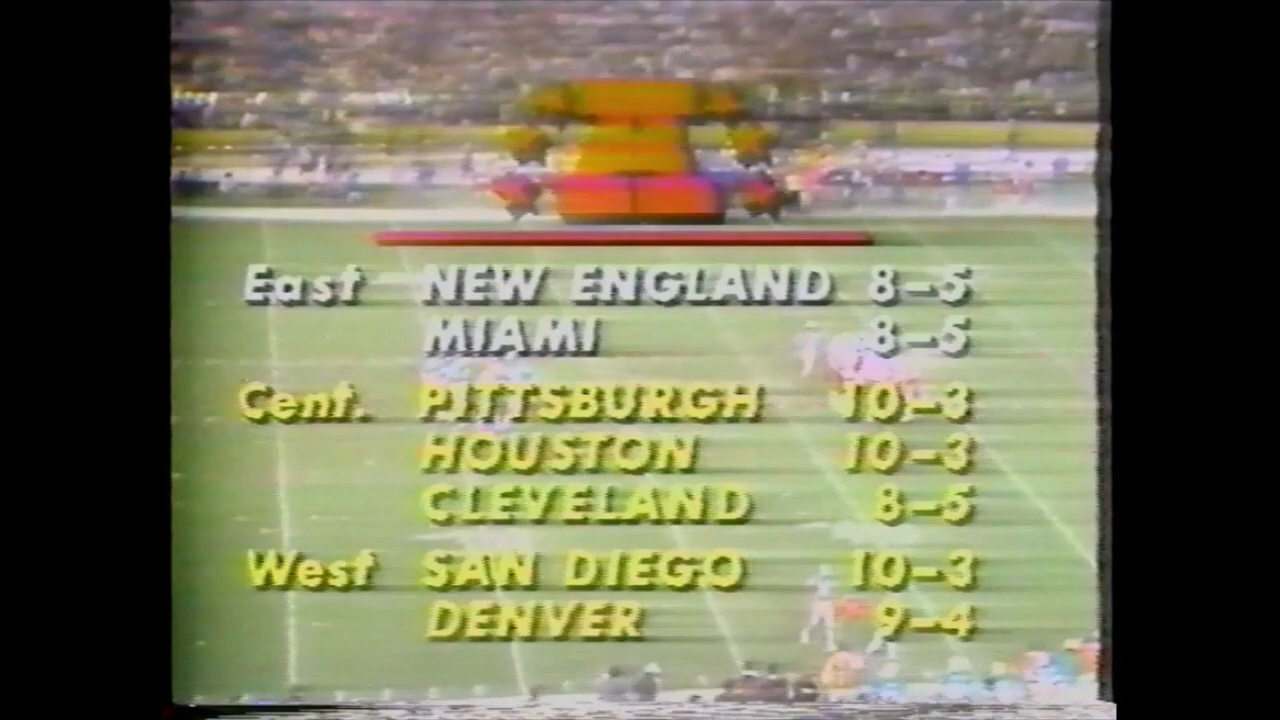 East NEW ENGLAND 8-5
MIAMI 8-5
Cent. PITTSBURGH 10-3
HOUSTON 10-3
CLEVELAND 8-5
West SAN DIEGO 10-3
DENVER 9-4